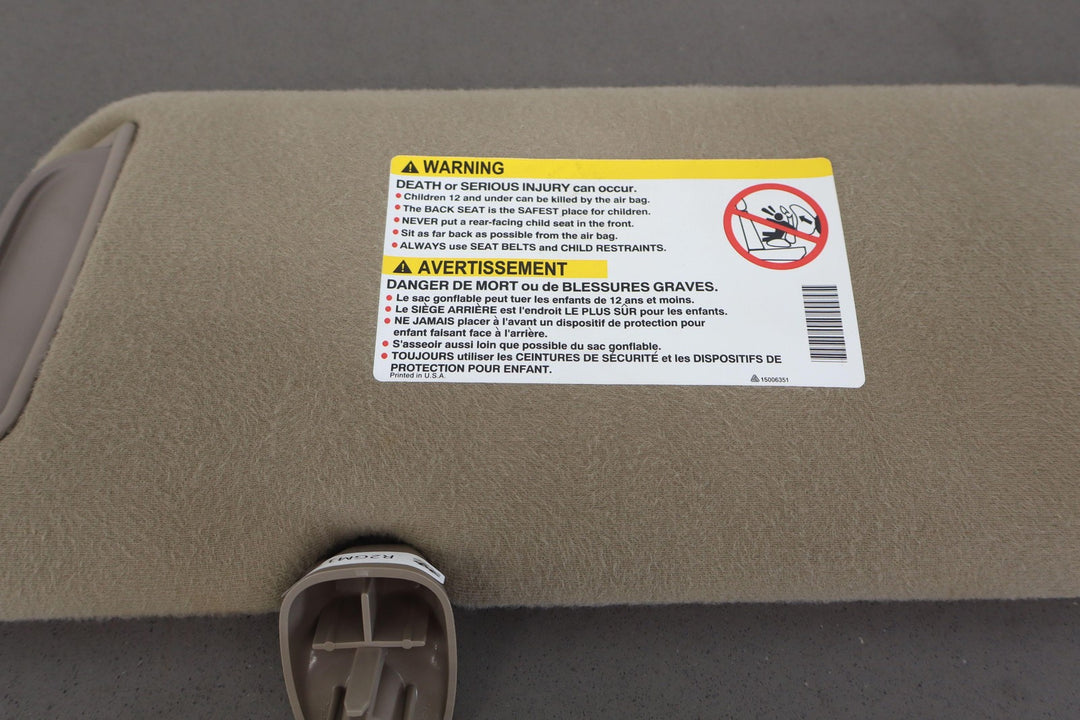 WARNING
DEATH or SERIOUS INJURY can occur.
Children 12 and under can be killed by the air bag.
The BACK SEAT is the SAFEST place for children.
NEVER put a rear-facing child seat in the front.
Sit as far back as possible from the air bag.
ALWAYS use SEAT BELTS and CHILD RESTRAINTS.
AVERTISSEMENT
DANGER DE MORT ou de BLESSURES GRAVES.
Le sac gonflable peut tuer les enfants de 12 ans et moins.
Le SIÈGE ARRIÈRE est l'endroit LE PLUS SÛR pour les enfants.
NE JAMAIS placer à l'avant un dispositif de protection pour
enfant faisant face à l'arrière.
S'asseoir aussi loin que possible du sac gonflable.
TOUJOURS utiliser les CEINTURES DE SÉCURITÉ et les DISPOSITIFS DE
PROTECTION POUR ENFANT.
Printed in U.S.A.
15006351